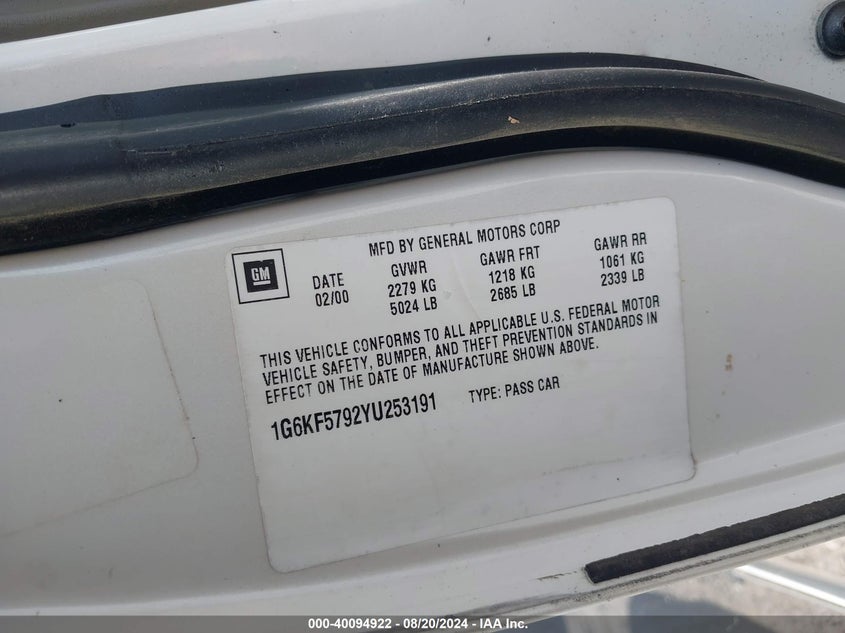 MFD BY GENERAL MOTORS CORP
GM
DATE GVWR GAWR FRT GAWR RR
02/00 2279 KG 1218 KG 1061 KG
5024 LB 2685 LB 2339 LB
THIS VEHICLE CONFORMS TO ALL APPLICABLE U.S. FEDERAL MOTOR
VEHICLE SAFETY, BUMPER, AND THEFT PREVENTION STANDARDS IN
EFFECT ON THE DATE OF MANUFACTURE SHOWN ABOVE.
1G6KF5792YU253191 TYPE: PASS CAR
000-40094922 - 08/20/2024 - IAA Inc.